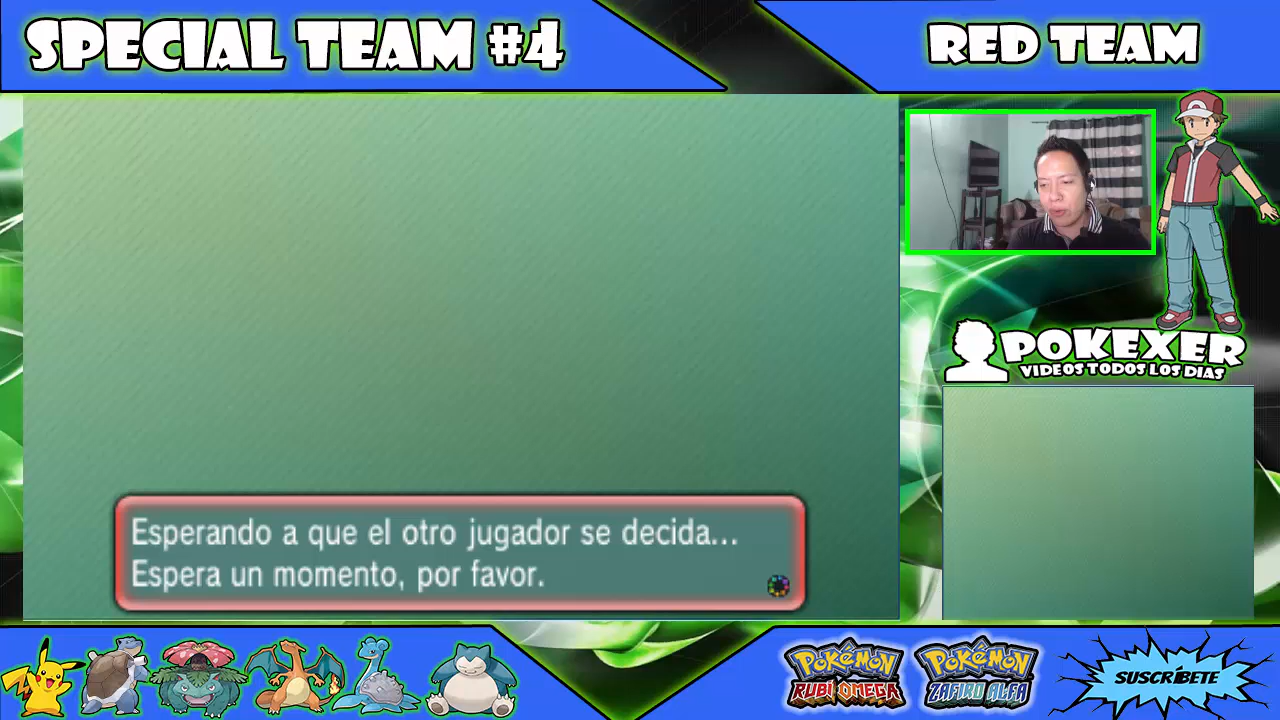 SPECIAL TEAM #4
RED TEAM
POKEXER
VIDEOS TODOS LOS DIAS
Esperando a que el otro jugador se decida...
Espera un momento, por favor.
POKéMON
RUBÍ OMEGA
POKéMON
ZAFIRO ALFA
SUSCRÍBETE